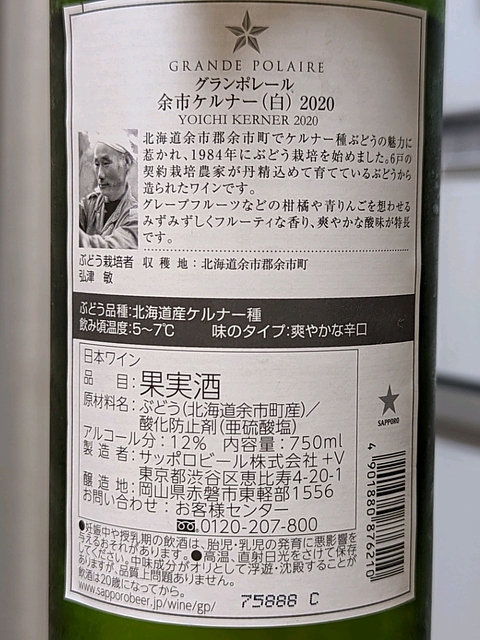 GRANDE POLAIRE
グランポレール
余市ケルナー(白) 2020
YOICHI KERNER 2020
北海道余市郡余市町でケルナー種ぶどうの魅力に
惹かれ、1984年にぶどう栽培を始めました。6戸の
契約栽培農家が丹精込めて育てているぶどうから
造られたワインです。
グレープフルーツなどの柑橘や青りんごを想わせる
みずみずしくフルーティな香り、爽やかな酸味が特長
です。
ぶどう栽培者
弘津 敏
収穫地:北海道余市郡余市町
ぶどう品種:北海道産ケルナー種
飲み頃温度:5~7℃ 味のタイプ:爽やかな辛口
日本ワイン
品目:果実酒
原材料名:ぶどう(北海道余市町産)/
酸化防止剤(亜硫酸塩)
アルコール分:12% 内容量:750ml
製造者:サッポロビール株式会社+V
東京都渋谷区恵比寿4-20-1
醸造地:岡山県赤磐市東軽部1556
お問い合わせ:お客様センター
0120-207-800
●妊娠中や授乳期の飲酒は、胎児・乳児の発育に悪影響を
与えるおそれがあります。●高温、直射日光をさけて保存
してください。中味成分がオリとして浮遊・沈殿することが
ありますが、品質上問題ありません。
飲酒は20歳になってから。
www.sapporobeer.jp/wine/gp/
75888 C
SAPPORO
4901880876210